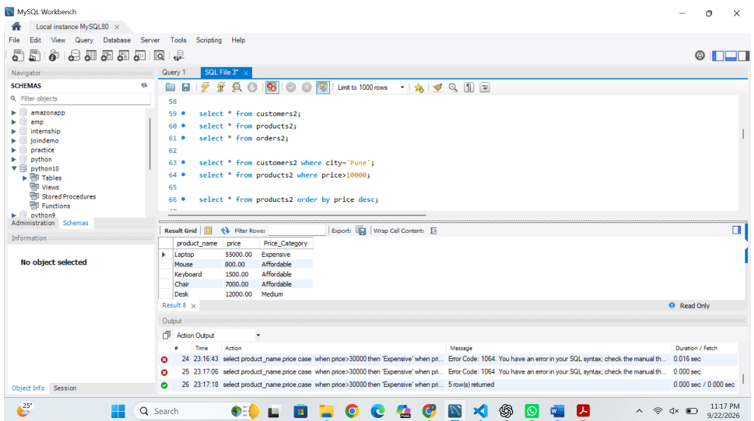 MySQL Workbench
Local instance MySQL80 ×
File Edit View Query Database Server Tools Scripting Help
Navigator
Query 1 SQL File 3* ×
SCHEMAS
Filter objects
Limit to 1000 rows
amazonapp
emp
internship
joindemo
practice
python
python10
Tables
Views
Stored Procedures
Functions
python9
Administration Schemas
58
59 select * from customers2;
60 select * from products2;
61 select * from orders2;
62
63 select * from customers2 where city='Pune';
64 select * from products2 where price>10000;
65
66 select * from products2 order by price desc;
Information
No object selected
Object Info Session
Result Grid Filter Rows: Export: Wrap Cell Content:
product_name price Price_Category
Laptop 55000.00 Expensive
Mouse 800.00 Affordable
Keyboard 1500.00 Affordable
Chair 7000.00 Affordable
Desk 12000.00 Medium
Result 8 × Read Only
Output
Action Output
# Time Action Message Duration / Fetch
24 23:16:43 select product_name,price,case when price>30000 then 'Expensive' when pri... Error Code: 1064. You have an error in your SQL syntax; check the manual th... 0.016 sec
25 23:17:06 select product_name,price,case when price>30000 then 'Expensive' when pri... Error Code: 1064. You have an error in your SQL syntax; check the manual th... 0.000 sec
26 23:17:18 select product_name,price,case when price>30000 then 'Expensive' when pri... 5 row(s) returned 0.000 sec / 0.000 sec
25°
Search
11:17 PM
9/22/2026